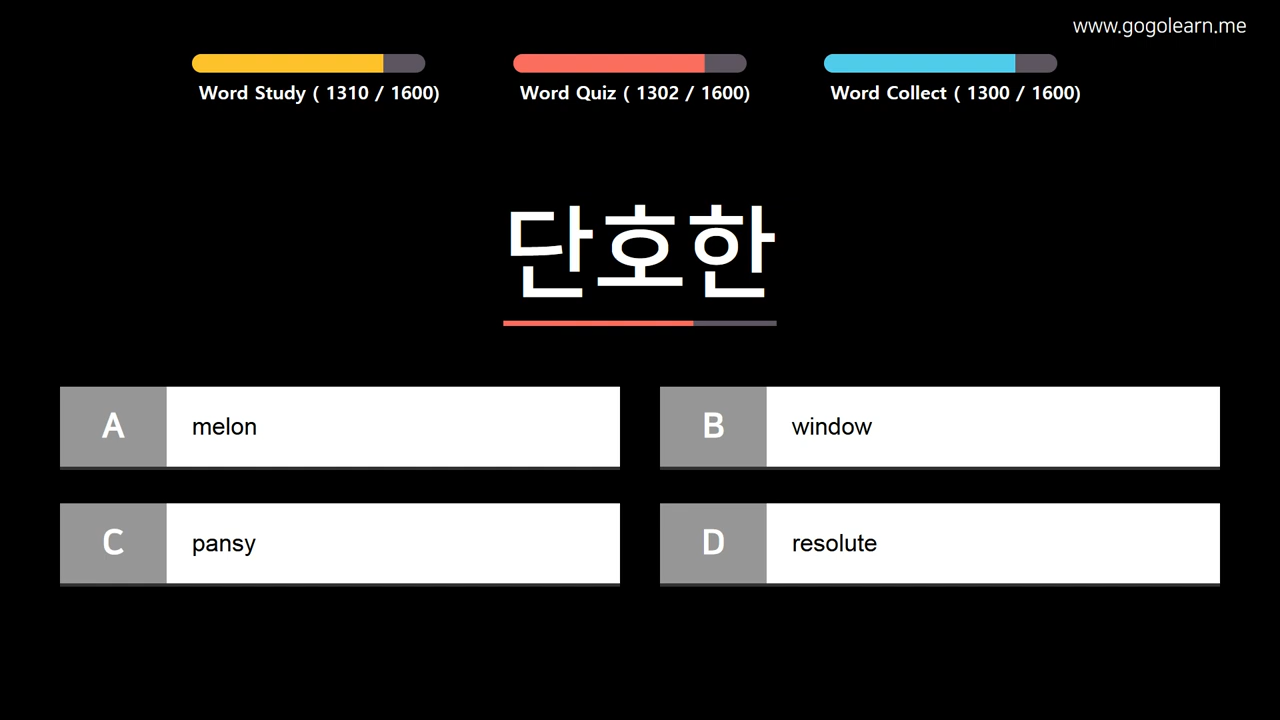 www.gogolearn.me
Word Study ( 1310 / 1600)
Word Quiz ( 1302 / 1600)
Word Collect ( 1300 / 1600)
단호한
A melon
B window
C pansy
D resolute